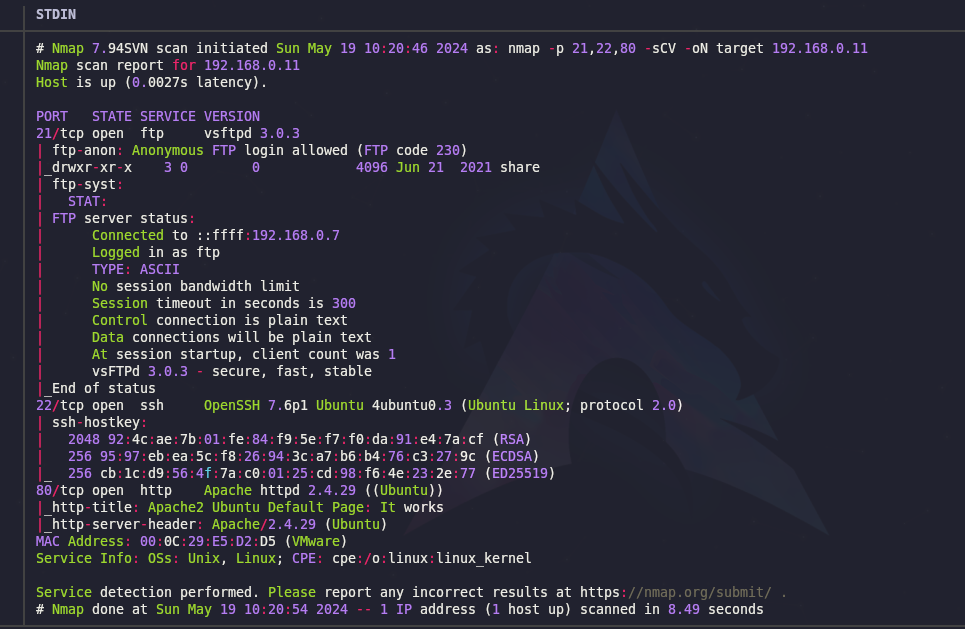 STDIN
# Nmap 7.94SVN scan initiated Sun May 19 10:20:46 2024 as: nmap -p 21,22,80 -sCV -oN target 192.168.0.11
Nmap scan report for 192.168.0.11
Host is up (0.0027s latency).
PORT   STATE SERVICE VERSION
21/tcp open  ftp     vsftpd 3.0.3
| ftp-anon: Anonymous FTP login allowed (FTP code 230)
|_drwxr-xr-x    3 0        0            4096 Jun 21  2021 share
| ftp-syst:
|   STAT:
| FTP server status:
|      Connected to ::ffff:192.168.0.7
|      Logged in as ftp
|      TYPE: ASCII
|      No session bandwidth limit
|      Session timeout in seconds is 300
|      Control connection is plain text
|      Data connections will be plain text
|      At session startup, client count was 1
|      vsFTPd 3.0.3 - secure, fast, stable
|_End of status
22/tcp open  ssh     OpenSSH 7.6p1 Ubuntu 4ubuntu0.3 (Ubuntu Linux; protocol 2.0)
| ssh-hostkey:
|   2048 92:4c:ae:7b:01:fe:84:f9:5e:f7:f0:da:91:e4:7a:cf (RSA)
|   256 95:97:eb:ea:5c:f8:26:94:3c:a7:b6:b4:76:c3:27:9c (ECDSA)
|_  256 cb:1c:d9:56:4f:7a:c0:01:25:cd:98:f6:4e:23:2e:77 (ED25519)
80/tcp open  http    Apache httpd 2.4.29 ((Ubuntu))
|_http-title: Apache2 Ubuntu Default Page: It works
|_http-server-header: Apache/2.4.29 (Ubuntu)
MAC Address: 00:0C:29:E5:D2:D5 (VMware)
Service Info: OSs: Unix, Linux; CPE: cpe:/o:linux:linux_kernel
Service detection performed. Please report any incorrect results at https://nmap.org/submit/ .
# Nmap done at Sun May 19 10:20:54 2024 -- 1 IP address (1 host up) scanned in 8.49 seconds